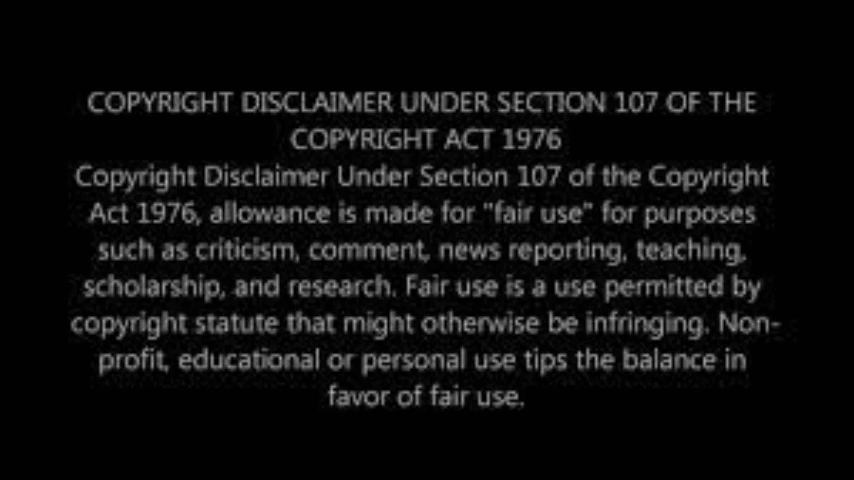 COPYRIGHT DISCLAIMER UNDER SECTION 107 OF THE
COPYRIGHT ACT 1976
Copyright Disclaimer Under Section 107 of the Copyright
Act 1976, allowance is made for "fair use" for purposes
such as criticism, comment, news reporting, teaching,
scholarship, and research. Fair use is a use permitted by
copyright statute that might otherwise be infringing. Non-
profit, educational or personal use tips the balance in
favor of fair use.